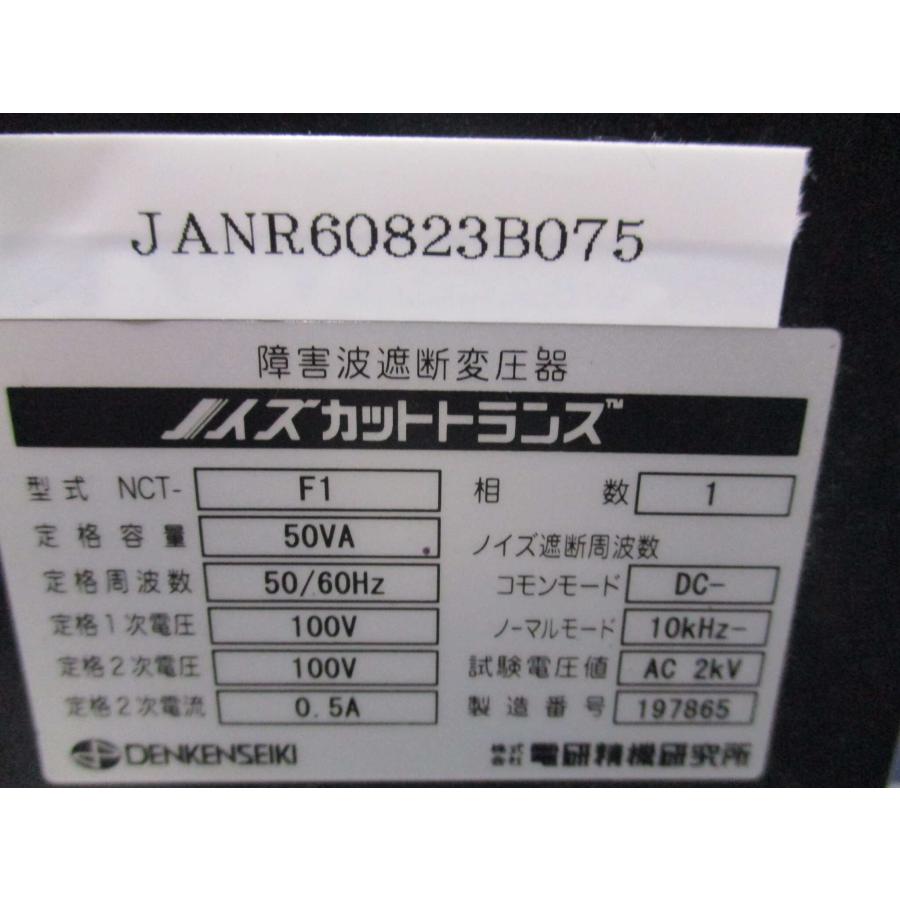 JANR60823B075
障害波遮断変圧器
ノイズカットトランス™
型式 NCT- F1 相数 1
定格容量 50VA ノイズ遮断周波数
定格周波数 50/60Hz コモンモード DC-
定格1次電圧 100V ノーマルモード 10kHz-
定格2次電圧 100V 試験電圧値 AC 2kV
定格2次電流 0.5A 製造番号 197865
DENKENSEIKI 株式会社 電研精機研究所